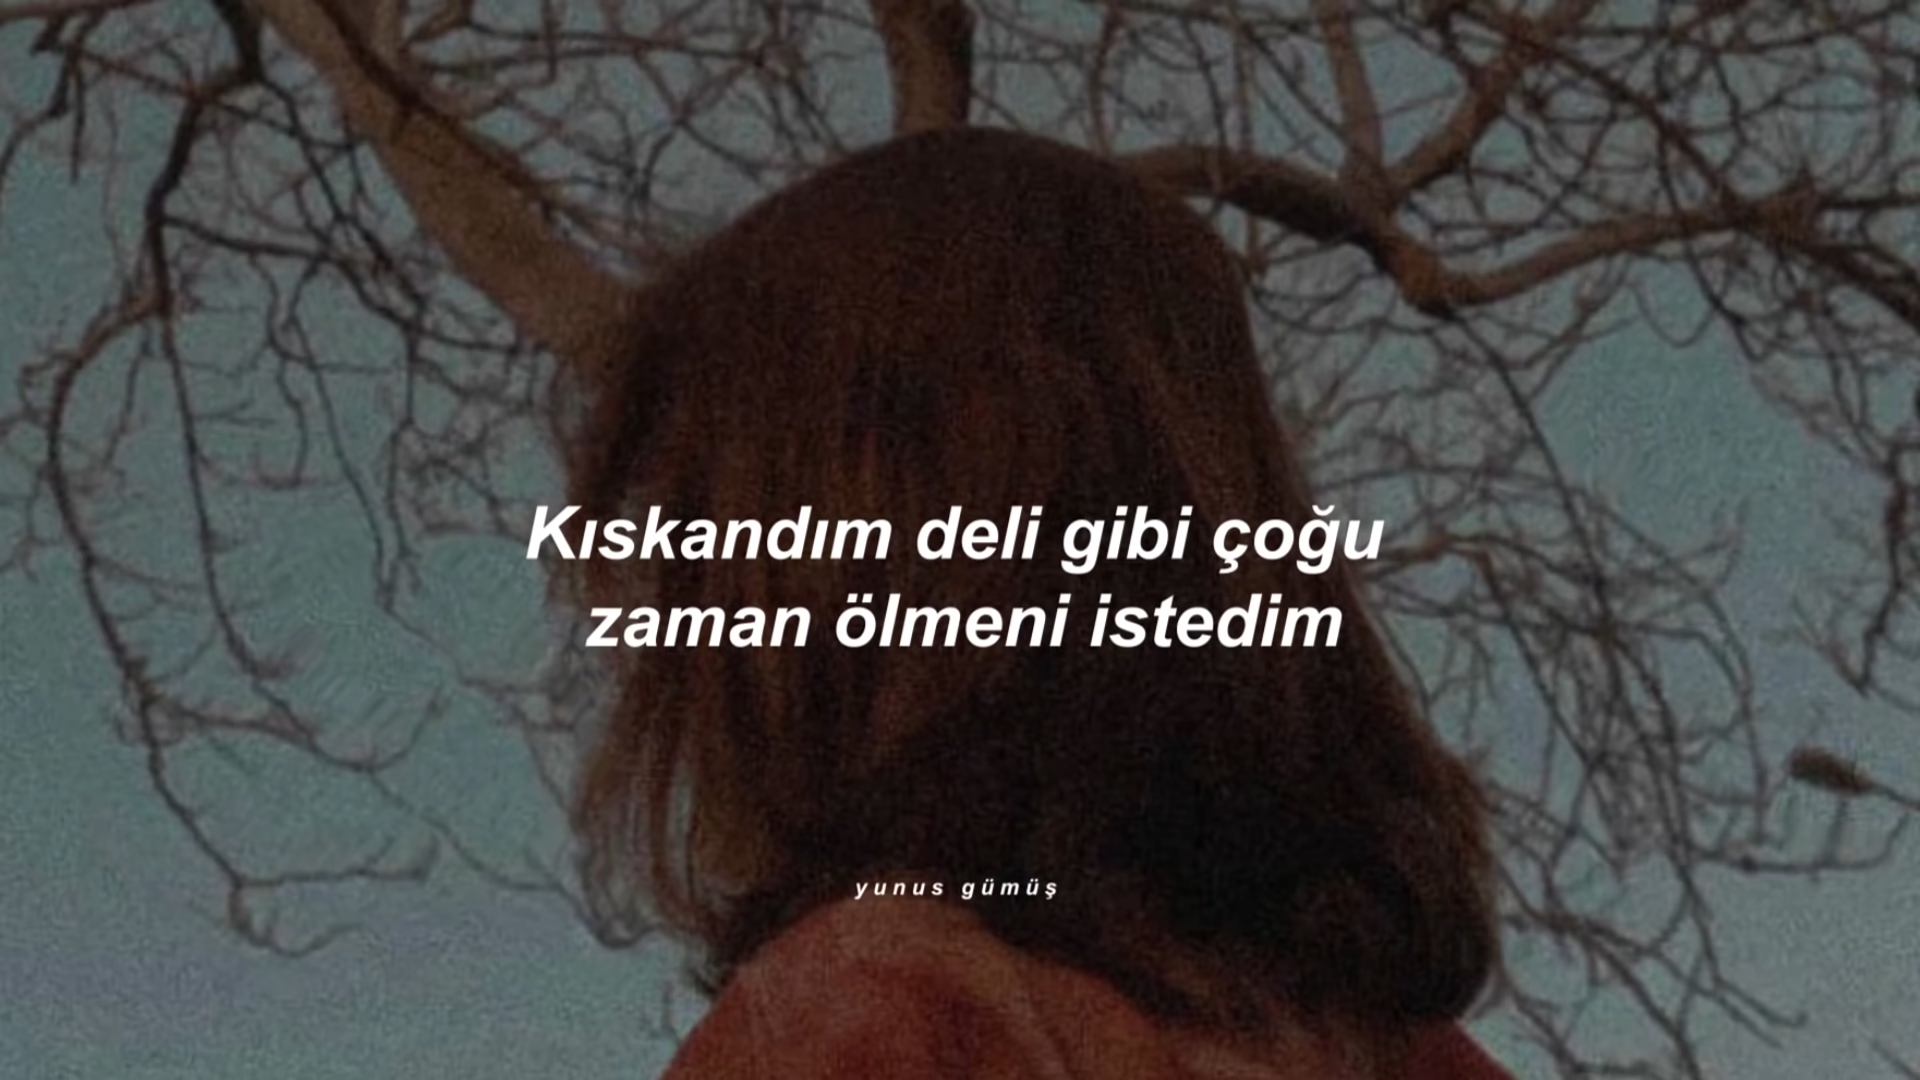 Kıskandım deli gibi çoğu
zaman ölmeni istedim
yunus gümüş